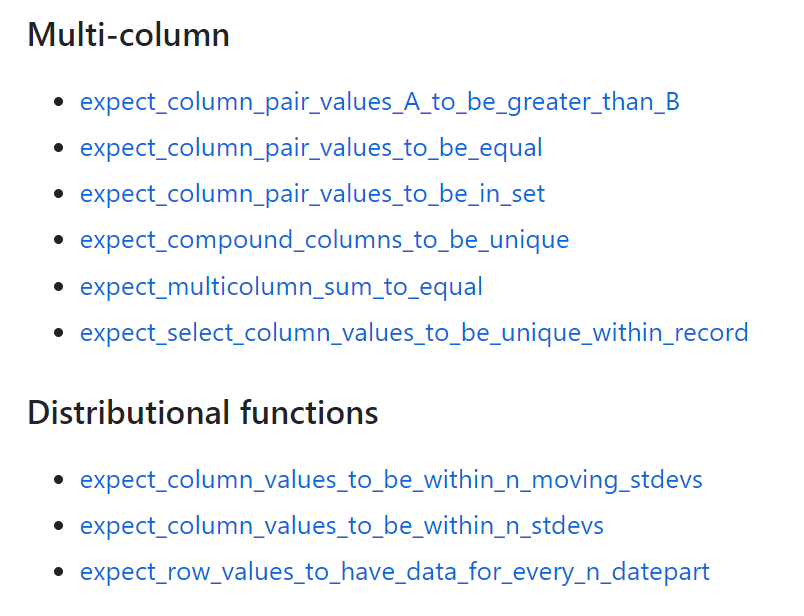 Multi-column
expect_column_pair_values_A_to_be_greater_than_B
expect_column_pair_values_to_be_equal
expect_column_pair_values_to_be_in_set
expect_compound_columns_to_be_unique
expect_multicolumn_sum_to_equal
expect_select_column_values_to_be_unique_within_record
Distributional functions
expect_column_values_to_be_within_n_moving_stdevs
expect_column_values_to_be_within_n_stdevs
expect_row_values_to_have_data_for_every_n_datepart